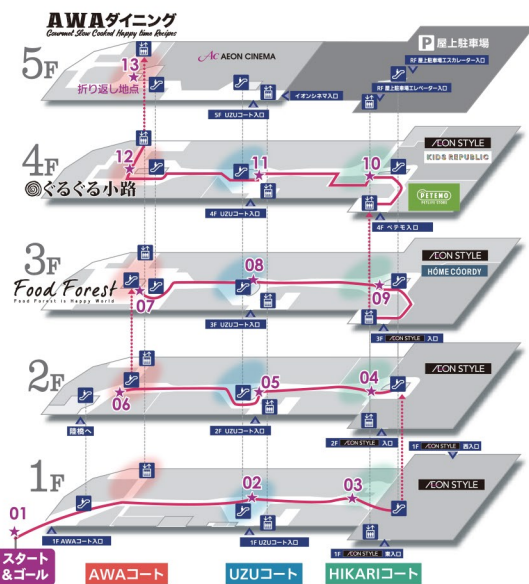 AWAダイニング
Gourmet Slow Cooked Happy time Recipes
5F
13
折り返し地点
AC AEON CINEMA
P 屋上駐車場
RF 屋上駐車場エスカレーター入口
RF 屋上駐車場エレベーター入口
イオンシネマ入口
5F UZUコート入口
4F
ぐるぐる小路
12
11
10
ÆON STYLE
KIDS REPUBLIC
PETEMO
4F UZUコート入口
4F ペテモ入口
3F
Food Forest
Food Forest is Happy World
07
08
09
ÆON STYLE
HÓME CÓORDY
3F UZUコート入口
3F ÆON STYLE 入口
2F
06
05
04
ÆON STYLE
陸橋へ
2F UZUコート入口
2F ÆON STYLE 入口
1F ÆON STYLE 西入口
1F
01
02
03
ÆON STYLE
スタート
&ゴール
1F AWAコート入口
1F UZUコート入口
1F ÆON STYLE 東入口
AWAコート
UZUコート
HIKARIコート